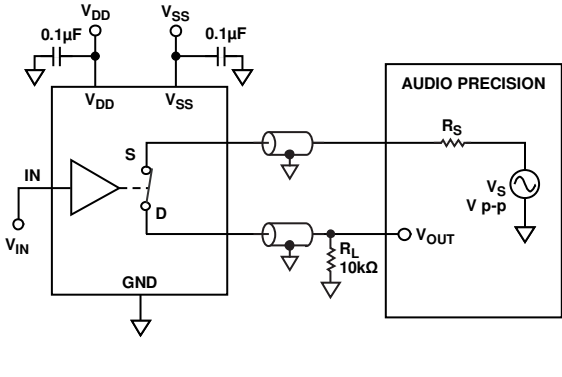 VDD
VSS
0.1µF
0.1µF
VDD
VSS
AUDIO PRECISION
RS
S
IN
VS
V p-p
D
VOUT
VIN
RL
10kΩ
GND